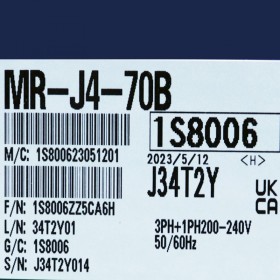 MR-J4-70B
1S8006
M/C: 1S800623051201
2023/5/12 <H>
J34T2Y
UK
CA
F/N: 1S8006ZZ5CA6H
L/N: 34T2Y01
G/C: 1S8006
S/N: J34T2Y014
3PH+1PH200-240V
50/60Hz